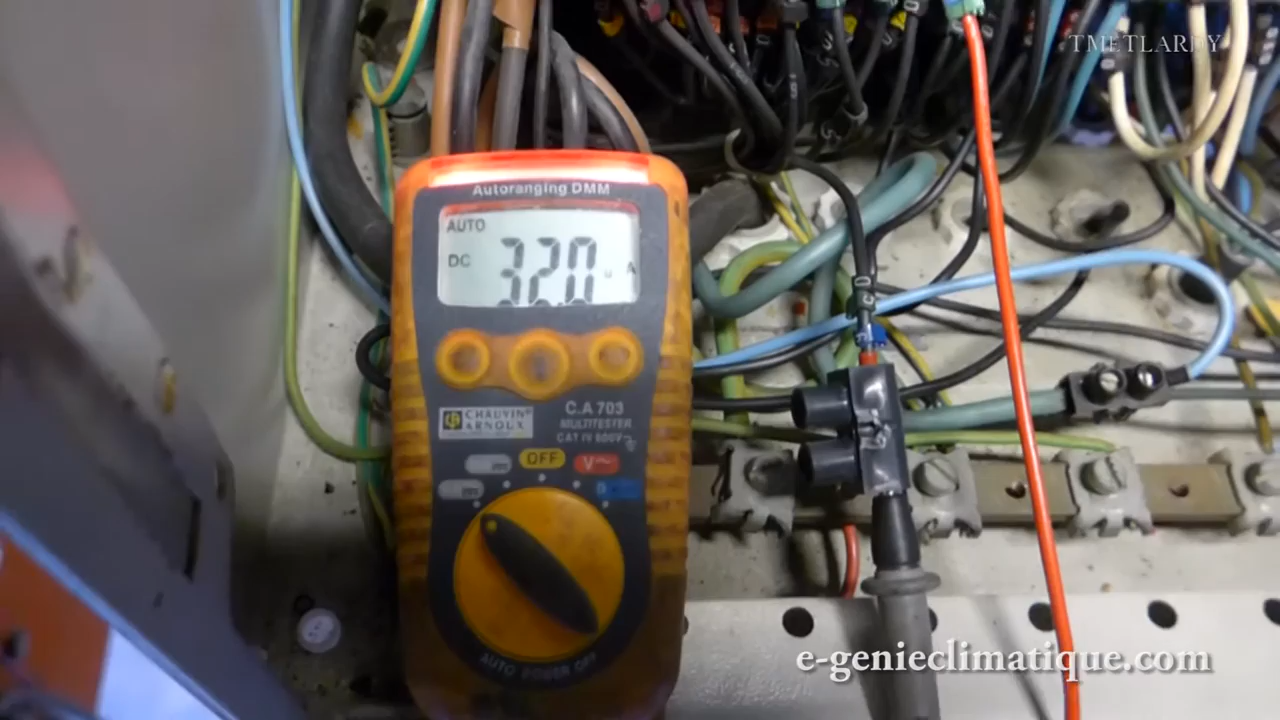 TMETLARDY
Autoranging DMM
AUTO
DC
32.0
u A
CHAUVIN®
ARNOUX
C.A 703
MULTITESTER
CAT IV 600V
OFF
V~
AUTO POWER OFF
e-genieclimatique.com